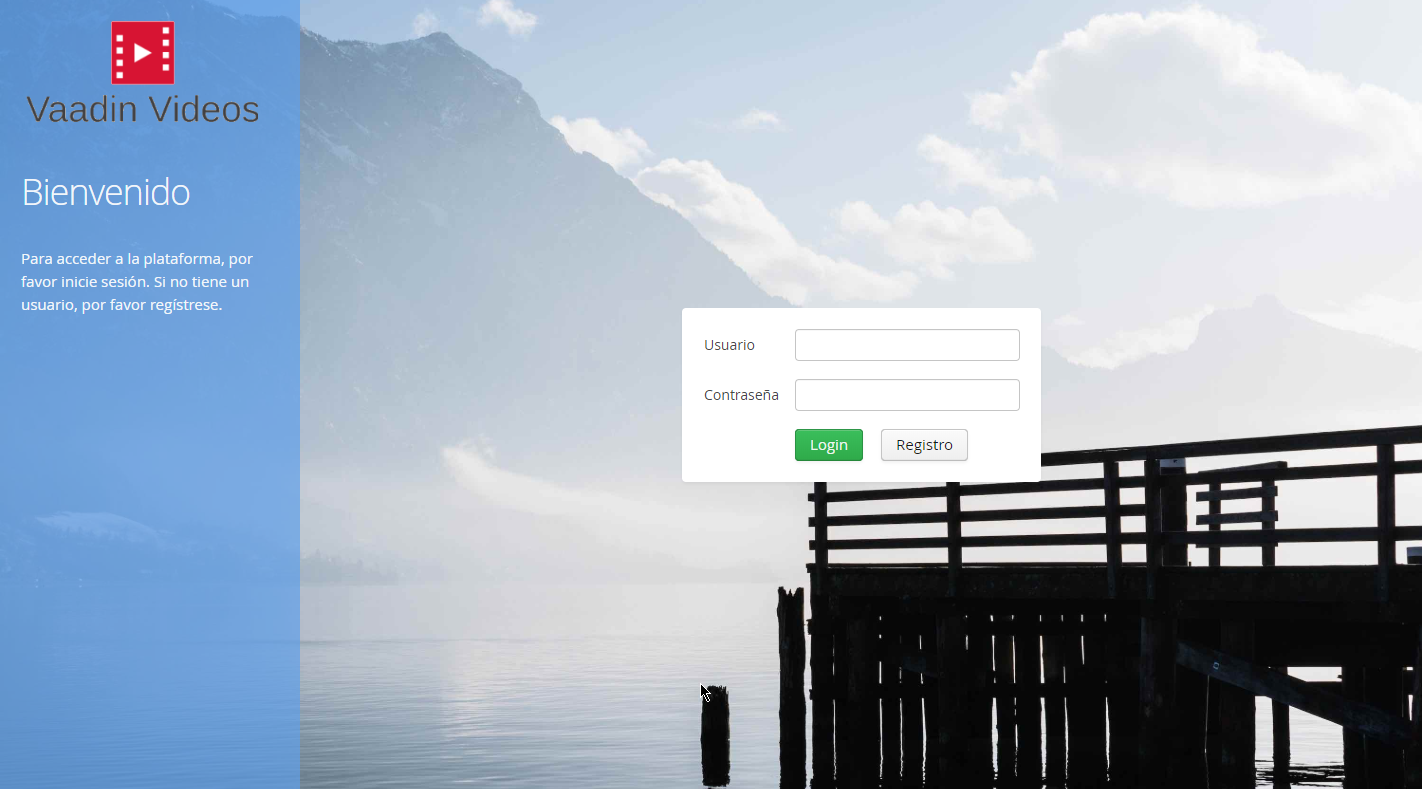 Vaadin Videos
Bienvenido
Para acceder a la plataforma, por
favor inicie sesión. Si no tiene un
usuario, por favor regístrese.
Usuario
Contraseña
Login Registro